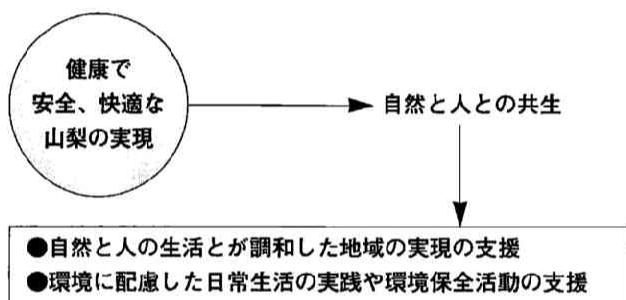 健康で
安全、快適な
山梨の実現
自然と人との共生
●自然と人の生活とが調和した地域の実現の支援
●環境に配慮した日常生活の実践や環境保全活動の支援